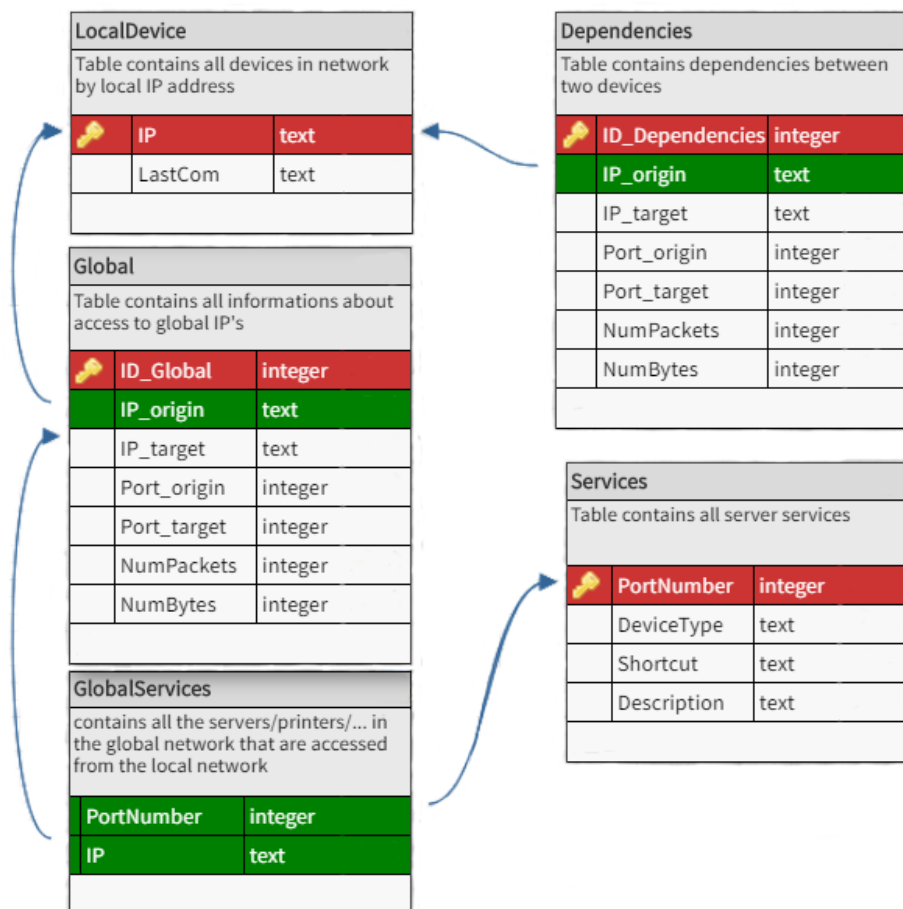 LocalDevice
Table contains all devices in network
by local IP address
IP text
LastCom text
Global
Table contains all informations about
access to global IP's
ID_Global integer
IP_origin text
IP_target text
Port_origin integer
Port_target integer
NumPackets integer
NumBytes integer
GlobalServices
contains all the servers/printers/... in
the global network that are accessed
from the local network
PortNumber integer
IP text
Dependencies
Table contains dependencies between
two devices
ID_Dependencies integer
IP_origin text
IP_target text
Port_origin integer
Port_target integer
NumPackets integer
NumBytes integer
Services
Table contains all server services
PortNumber integer
DeviceType text
Shortcut text
Description text